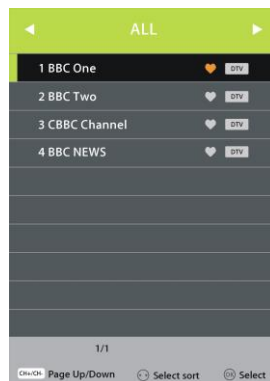 ALL
1 BBC One DTV
2 BBC Two DTV
3 CBBC Channel DTV
4 BBC NEWS DTV
1/1
CH+/CH- Page Up/Down Select sort OK Select